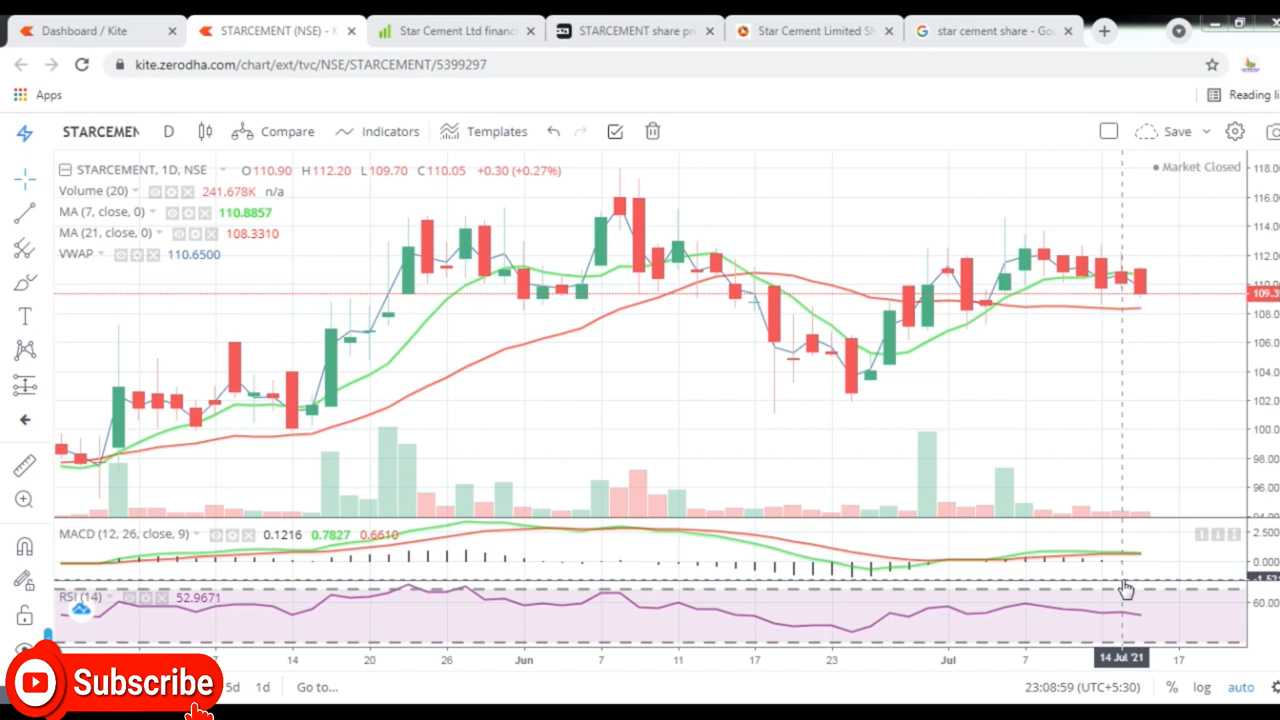 Dashboard / Kite
STARCEMENT (NSE) - K
Star Cement Ltd financ
STARCEMENT share pri
Star Cement Limited Sh
star cement share - Goo
kite.zerodha.com/chart/ext/tvc/NSE/STARCEMENT/5399297
Apps
Reading li
STARCEMEN D Compare Indicators Templates Save
STARCEMENT, 1D, NSE O110.90 H112.20 L109.70 C110.05 +0.30 (+0.27%)
Market Closed
Volume (20) 241.678K n/a
MA (7, close, 0) 110.8857
MA (21, close, 0) 108.3310
VWAP 110.6500
118.00
116.00
114.00
112.00
110.00
109.3
108.00
106.00
104.00
102.00
100.00
98.00
96.00
94.00
MACD (12, 26, close, 9) 0.1216 0.7827 0.6610
2.500
0.000
RSI (14) 52.9671
60.00
7 14 20 26 Jun 7 11 17 23 Jul 7 14 Jul '21 17
Subscribe
5d 1d Go to... 23:08:59 (UTC+5:30) % log auto